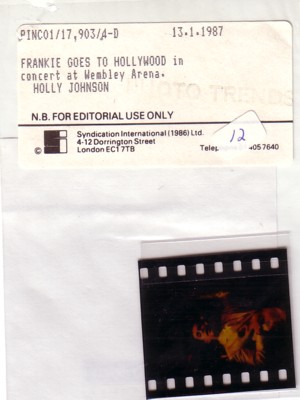 PINC01/17,903/A-D 13.1.1987
FRANKIE GOES TO HOLLYWOOD in
concert at Wembley Arena.
HOLLY JOHNSON
N.B. FOR EDITORIAL USE ONLY
© Syndication International (1986) Ltd.
4-12 Dorrington Street
London EC1 7TB 405 7640
12